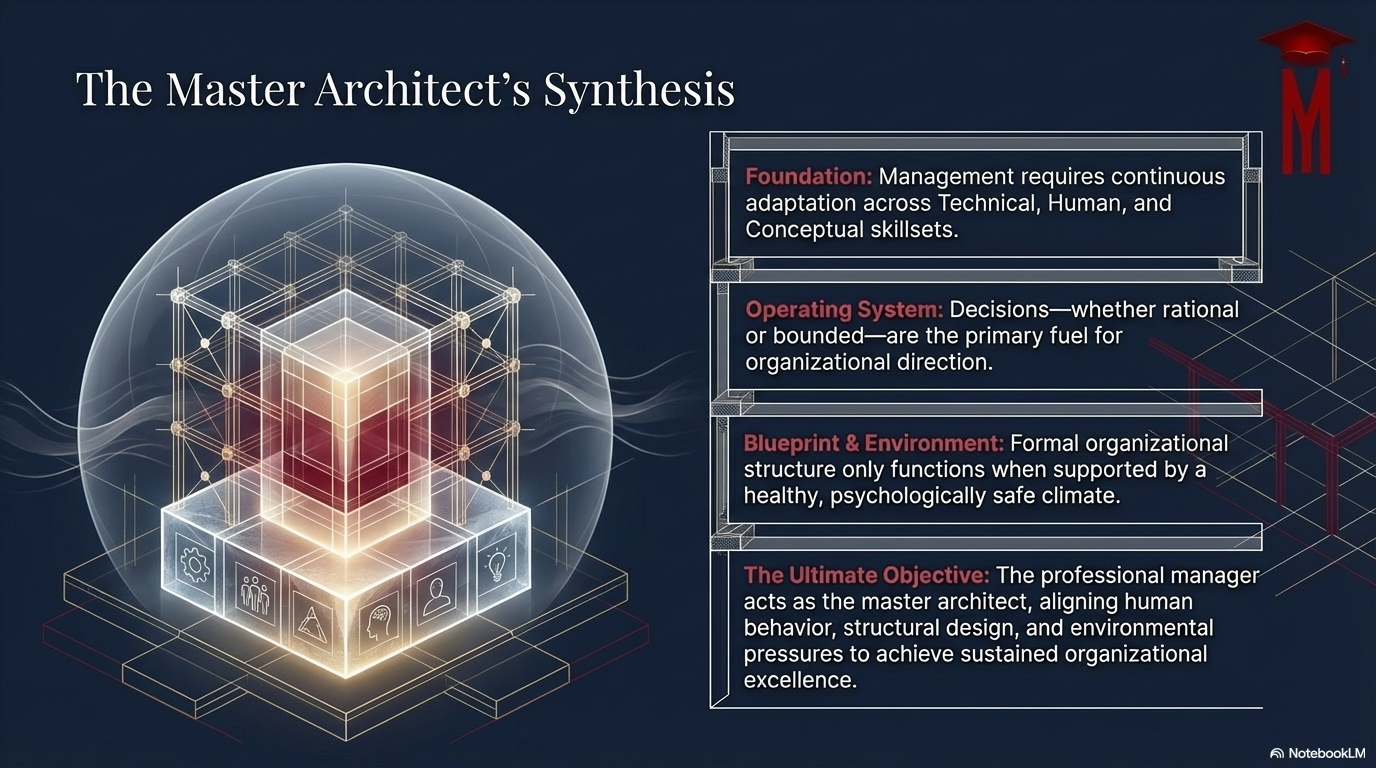 The Master Architect’s Synthesis
M
Foundation: Management requires continuous
adaptation across Technical, Human, and
Conceptual skillsets.
Operating System: Decisions—whether rational
or bounded—are the primary fuel for
organizational direction.
Blueprint & Environment: Formal organizational
structure only functions when supported by a
healthy, psychologically safe climate.
The Ultimate Objective: The professional manager
acts as the master architect, aligning human
behavior, structural design, and environmental
pressures to achieve sustained organizational
excellence.
NotebookLM